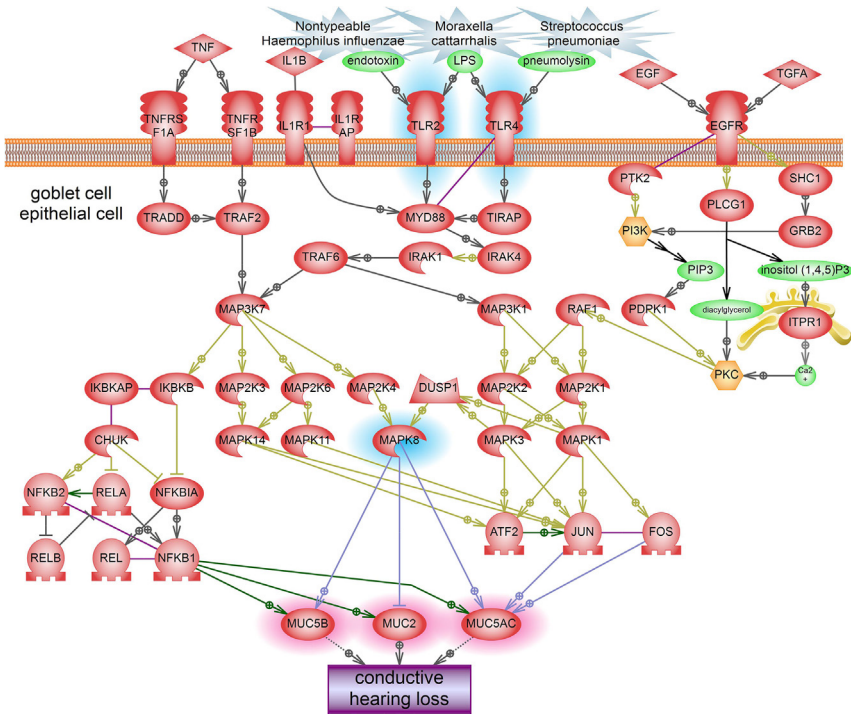 Nontypeable
Haemophilus influenzae
Moraxella
cattarrhalis
Streptococcus
pneumoniae
TNF
IL1B
endotoxin
LPS
pneumolysin
EGF
TGFA
TNFRS
F1A
TNFR
SF1B
IL1R1
IL1R
AP
TLR2
TLR4
EGFR
goblet cell
epithelial cell
PTK2
PLCG1
SHC1
TRADD
TRAF2
MYD88
TIRAP
PI3K
GRB2
TRAF6
IRAK1
IRAK4
PIP3
inositol (1,4,5)P3
MAP3K7
MAP3K1
RAF1
PDPK1
diacylglycerol
ITPR1
IKBKAP
IKBKB
MAP2K3
MAP2K6
MAP2K4
DUSP1
MAP2K2
MAP2K1
PKC
Ca2
+
CHUK
MAPK14
MAPK11
MAPK8
MAPK3
MAPK1
NFKB2
RELA
NFKBIA
ATF2
JUN
FOS
RELB
REL
NFKB1
MUC5B
MUC2
MUC5AC
conductive
hearing loss